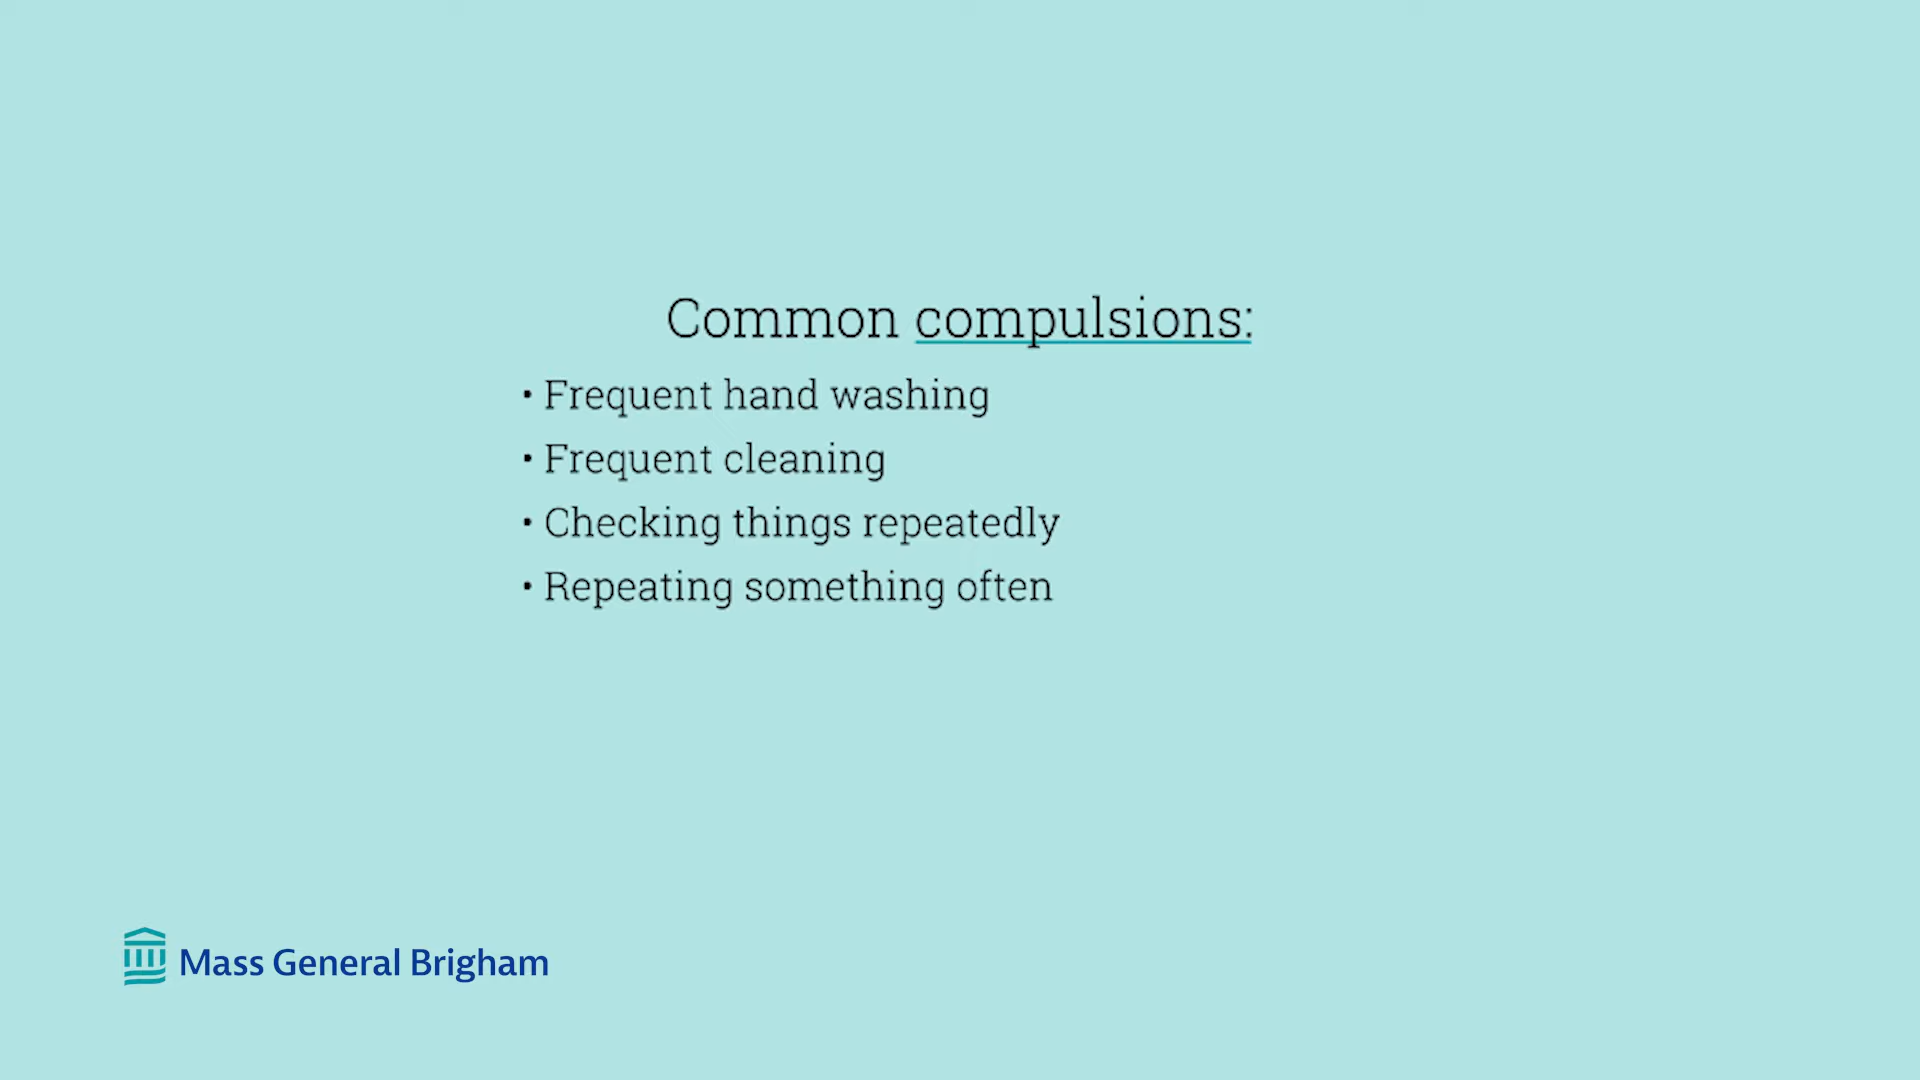 Common compulsions:
• Frequent hand washing
• Frequent cleaning
• Checking things repeatedly
• Repeating something often
Mass General Brigham